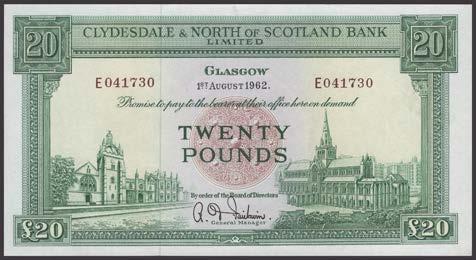 20 CLYDESDALE & NORTH OF SCOTLAND BANK 20
LIMITED
GLASGOW
E041730 1ST AUGUST 1962. E041730
Promise to pay to the bearer at their office here on demand
TWENTY
POUNDS
By order of the Board of Directors
General Manager
£20 £20